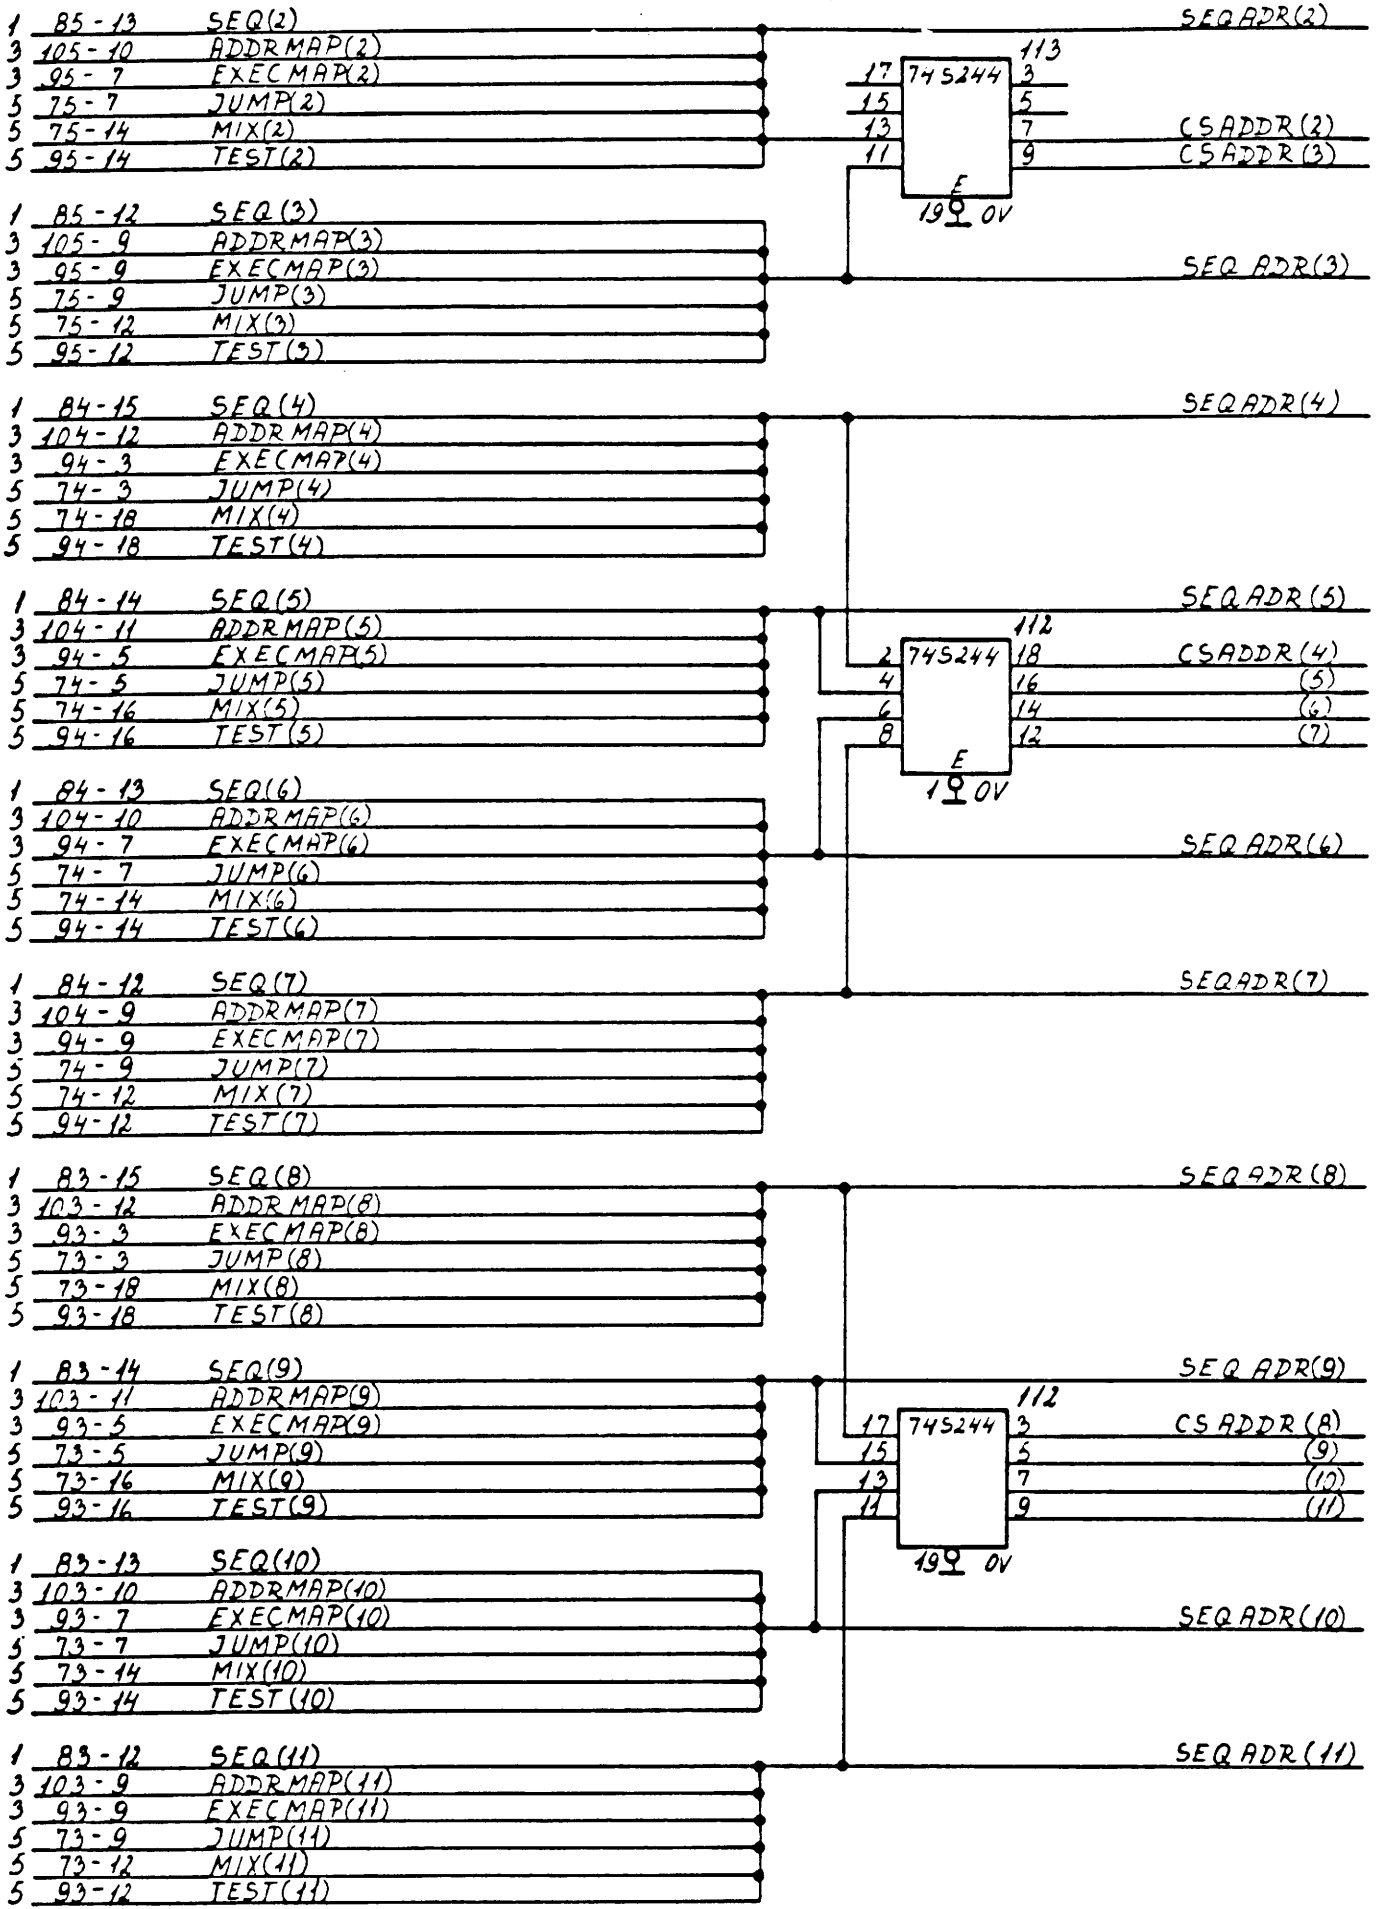 1 85-13 SEQ(2) SEQADR(2)
3 105-10 ADDRMAP(2) 113
3 95-7 EXECMAP(2) 17 74S244 3
5 75-7 JUMP(2) 15 5
5 75-14 MIX(2) 13 7 CSADDR(2)
5 95-14 TEST(2) 11 9 CSADDR(3)
E
1 85-12 SEQ(3) 19 0V
3 105-9 ADDRMAP(3)
3 95-9 EXECMAP(3) SEQ ADR(3)
5 75-9 JUMP(3)
5 75-12 MIX(3)
5 95-12 TEST(3)
1 84-15 SEQ(4) SEQADR(4)
3 104-12 ADDRMAP(4)
3 94-3 EXECMAP(4)
5 74-3 JUMP(4)
5 74-18 MIX(4)
5 94-18 TEST(4)
1 84-14 SEQ(5) SEQADR(5)
3 104-11 ADDRMAP(5) 112
3 94-5 EXECMAP(5) 2 74S244 18 CSADDR(4)
5 74-5 JUMP(5) 4 16 (5)
5 74-16 MIX(5) 6 14 (6)
5 94-16 TEST(5) 8 12 (7)
E
1 84-13 SEQ(6) 1 0V
3 104-10 ADDRMAP(6)
3 94-7 EXECMAP(6) SEQ ADR(6)
5 74-7 JUMP(6)
5 74-14 MIX(6)
5 94-14 TEST(6)
1 84-12 SEQ(7) SEQADR(7)
3 104-9 ADDRMAP(7)
3 94-9 EXECMAP(7)
5 74-9 JUMP(7)
5 74-12 MIX(7)
5 94-12 TEST(7)
1 83-15 SEQ(8) SEQADR(8)
3 103-12 ADDRMAP(8)
3 93-3 EXECMAP(8)
5 73-3 JUMP(8)
5 73-18 MIX(8)
5 93-18 TEST(8)
1 83-14 SEQ(9) SEQ ADR(9)
3 103-11 ADDRMAP(9) 112
3 93-5 EXECMAP(9) 17 74S244 3 CSADDR(8)
5 73-5 JUMP(9) 15 5 (9)
5 73-16 MIX(9) 13 7 (10)
5 93-16 TEST(9) 11 9 (11)
1 83-13 SEQ(10) 19 0V
3 103-10 ADDRMAP(10)
3 93-7 EXECMAP(10) SEQADR(10)
5 73-7 JUMP(10)
5 73-14 MIX(10)
5 93-14 TEST(10)
1 83-12 SEQ(11) SEQADR(11)
3 103-9 ADDRMAP(11)
3 93-9 EXECMAP(11)
5 73-9 JUMP(11)
5 73-12 MIX(11)
5 93-12 TEST(11)